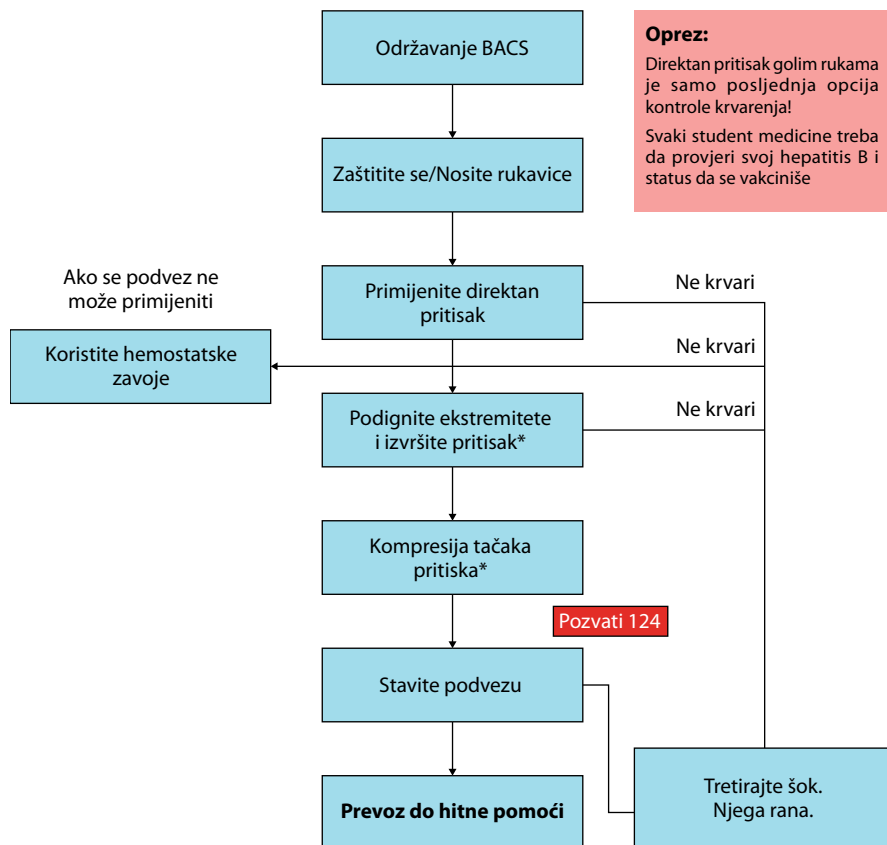 Održavanje BACS
Oprez:
Direktan pritisak golim rukama
je samo posljednja opcija
kontrole krvarenja!
Svaki student medicine treba
da provjeri svoj hepatitis B i
status da se vakciniše
Zaštitite se/Nosite rukavice
Primijenite direktan
pritisak
Ne krvari
Ako se podvez ne
može primijeniti
Koristite hemostatske
zavoje
Ne krvari
Podignite ekstremitete
i izvršite pritisak*
Ne krvari
Kompresija tačaka
pritiska*
Pozvati 124
Stavite podvezu
Prevoz do hitne pomoći
Tretirajte šok.
Njega rana.